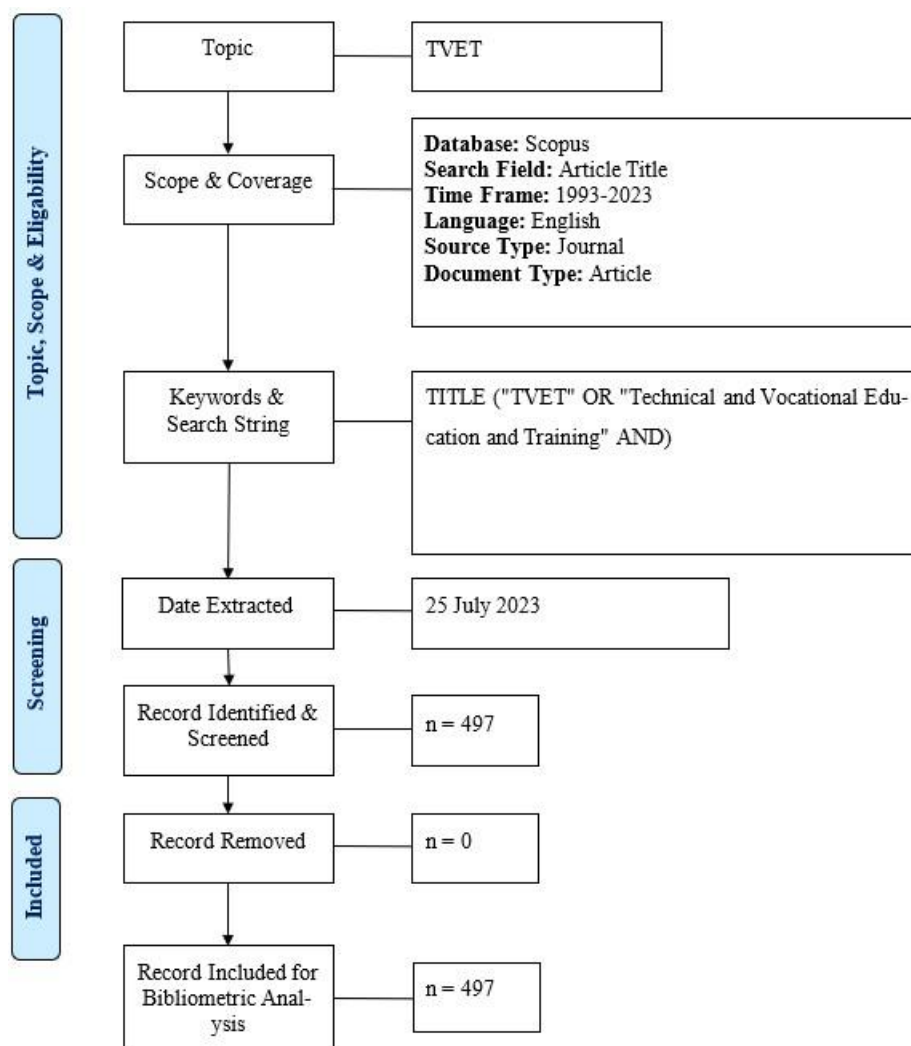 Topic, Scope & Eligability
Topic
TVET
Scope & Coverage
Database: Scopus
Search Field: Article Title
Time Frame: 1993-2023
Language: English
Source Type: Journal
Document Type: Article
Keywords &
Search String
TITLE ("TVET" OR "Technical and Vocational Edu-
cation and Training" AND)
Screening
Date Extracted
25 July 2023
Record Identified &
Screened
n = 497
Included
Record Removed
n = 0
Record Included for
Bibliometric Anal-
ysis
n = 497